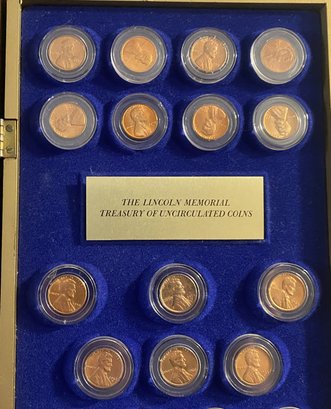 THE LINCOLN MEMORIAL
TREASURY OF UNCIRCULATED COINS